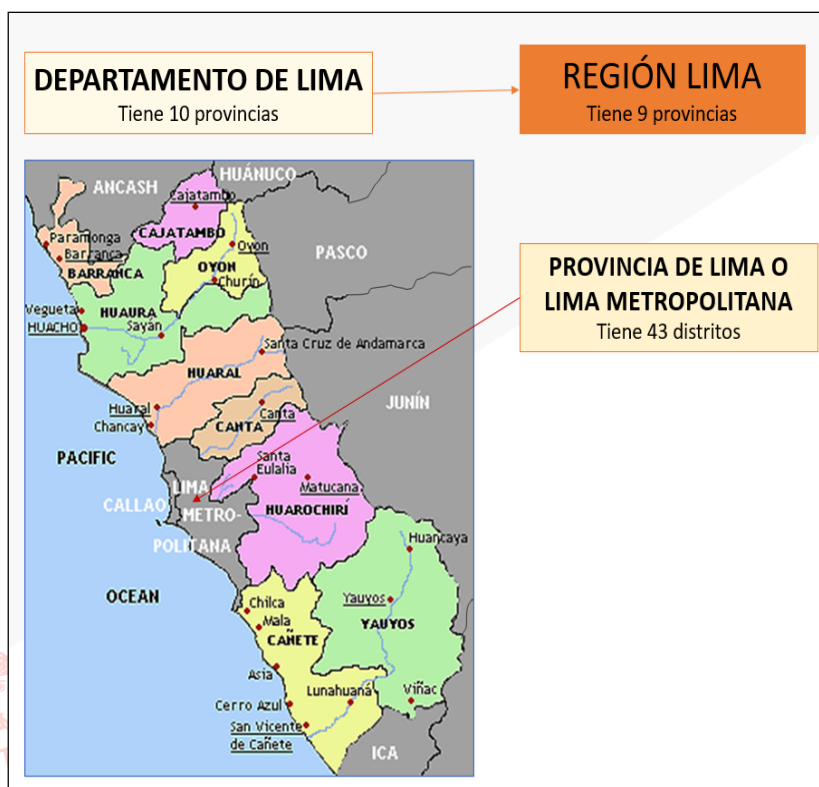 DEPARTAMENTO DE LIMA
Tiene 10 provincias
REGIÓN LIMA
Tiene 9 provincias
PROVINCIA DE LIMA O
LIMA METROPOLITANA
Tiene 43 distritos
HUÁNUCO
ANCASH
Cajatambo
CAJATAMBO
Paramonga
Barranca
BARRANCA
Oyon
OYON
PASCO
Churín
Vegueta
HUAURA
HUACHO
Sayán
Santa Cruz de Andamarca
HUARAL
JUNÍN
Huaral
Canta
Chancay
CANTA
PACIFIC
Santa
Eulalia
LIMA
Matucana
CALLAO
METRO-
HUAROCHIRÍ
POLITANA
Huancaya
OCEAN
Chilca
Yauyos
Mala
YAUYOS
CAÑETE
Asia
Lunahuaná
Viñac
Cerro Azul
San Vicente
de Cañete
ICA